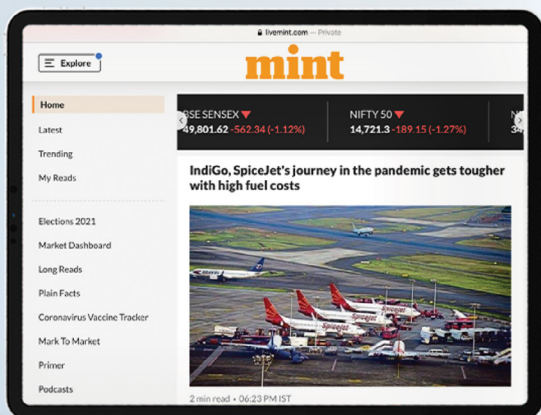 livemint.com — Private
Explore
mint
Home
Latest
Trending
My Reads
Elections 2021
Market Dashboard
Long Reads
Plain Facts
Coronavirus Vaccine Tracker
Mark To Market
Primer
Podcasts
BSE SENSEX
49,801.62 -562.34 (-1.12%)
NIFTY 50
14,721.3 -189.15 (-1.27%)
IndiGo, SpiceJet's journey in the pandemic gets tougher
with high fuel costs
SpiceJet
SpiceJet
SpiceJet
2 min read • 06:23 PM IST